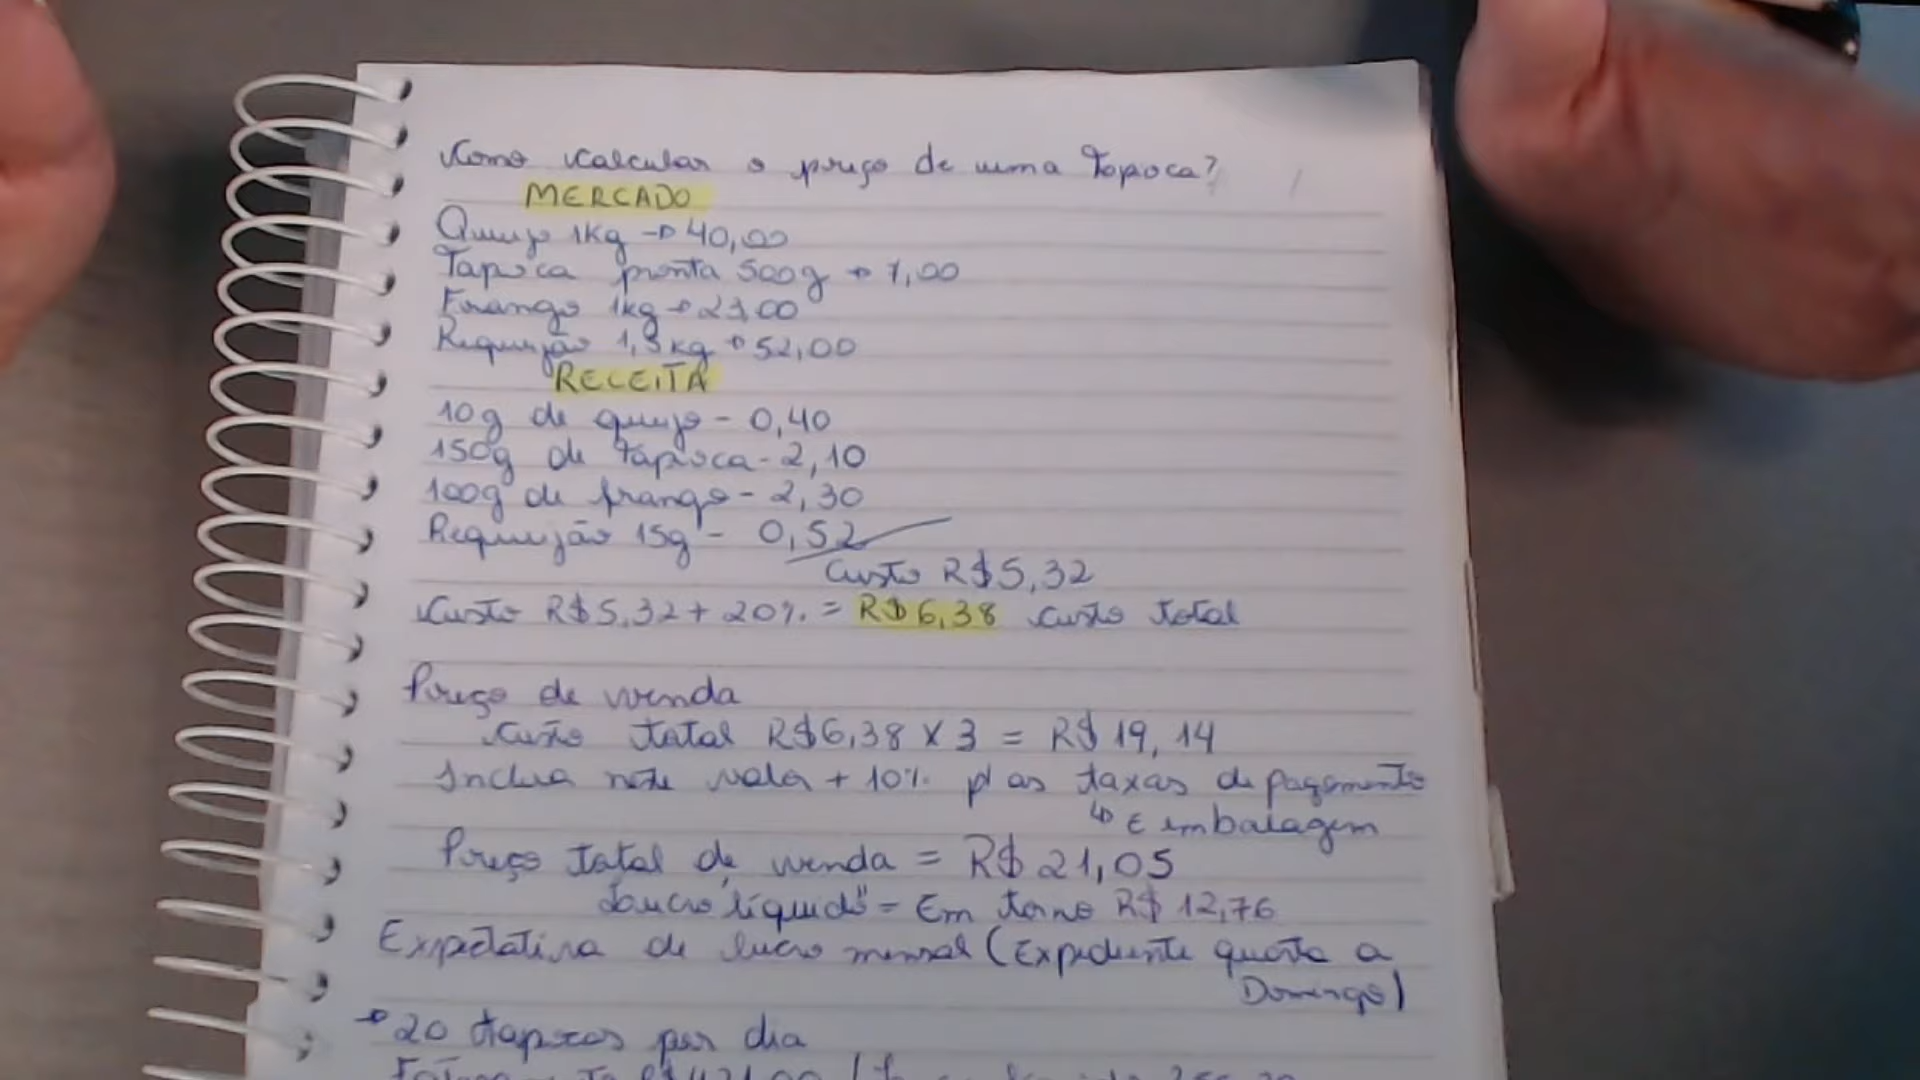 Como calcular o preço de uma Tapioca?
MERCADO
Queijo 1Kg → 40,00
Tapioca pronta 500g → 7,00
Frango 1kg → 23,00
Requeijão 1,5kg → 52,00
RECEITA
10g de queijo - 0,40
150g de tapioca - 2,10
100g de frango - 2,30
Requeijão 15g - 0,52
Custo R$5,32
Custo R$5,32 + 20% = R$6,38 custo total
Preço de venda
Custo total R$6,38 X 3 = R$ 19,14
Inclua neste valor + 10% p/ as taxas de pagamento
↳ E embalagem
Preço total de venda = R$ 21,05
Lucro "líquido" = Em torno R$ 12,76
Expectativa de lucro mensal (Expediente quarta a
Domingo)
→ 20 tapiocas por dia